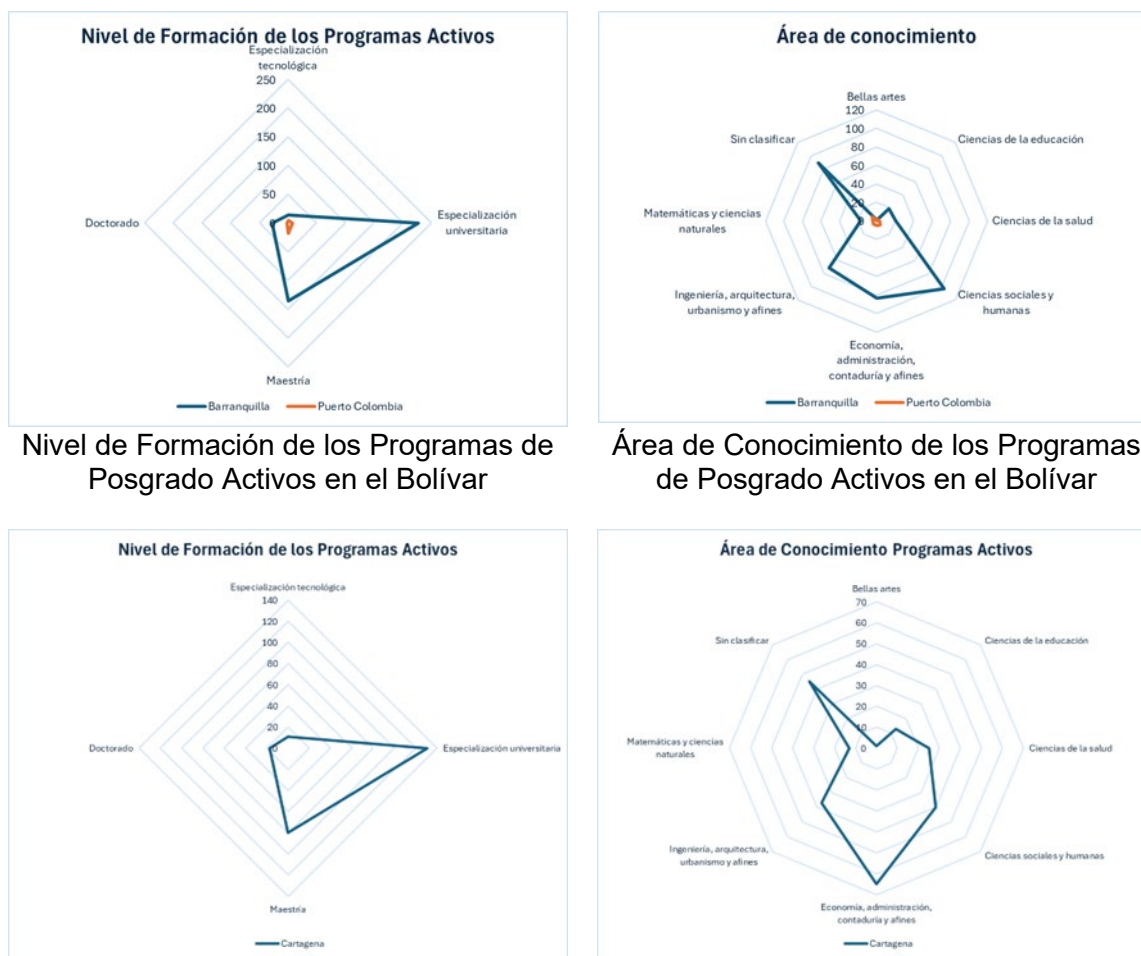 Nivel de Formación de los Programas Activos
Especialización
tecnológica
250
200
150
100
50
0
Doctorado
Especialización
universitaria
Maestría
Barranquilla
Puerto Colombia
Área de conocimiento
Bellas artes
120
100
80
60
40
20
0
Sin clasificar
Ciencias de la educación
Matemáticas y ciencias
naturales
Ciencias de la salud
Ingeniería, arquitectura,
urbanismo y afines
Ciencias sociales y
humanas
Economía,
administración,
contaduría y afines
Barranquilla
Puerto Colombia
Nivel de Formación de los Programas de
Posgrado Activos en el Bolívar
Área de Conocimiento de los Programas
de Posgrado Activos en el Bolívar
Nivel de Formación de los Programas Activos
Especialización tecnológica
140
120
100
80
60
40
20
0
Doctorado
Especialización universitaria
Maestría
Cartagena
Área de Conocimiento Programas Activos
Bellas artes
70
60
50
40
30
20
10
0
Sin clasificar
Ciencias de la educación
Matemáticas y ciencias
naturales
Ciencias de la salud
Ingeniería, arquitectura,
urbanismo y afines
Ciencias sociales y humanas
Economía, administración,
contaduría y afines
Cartagena